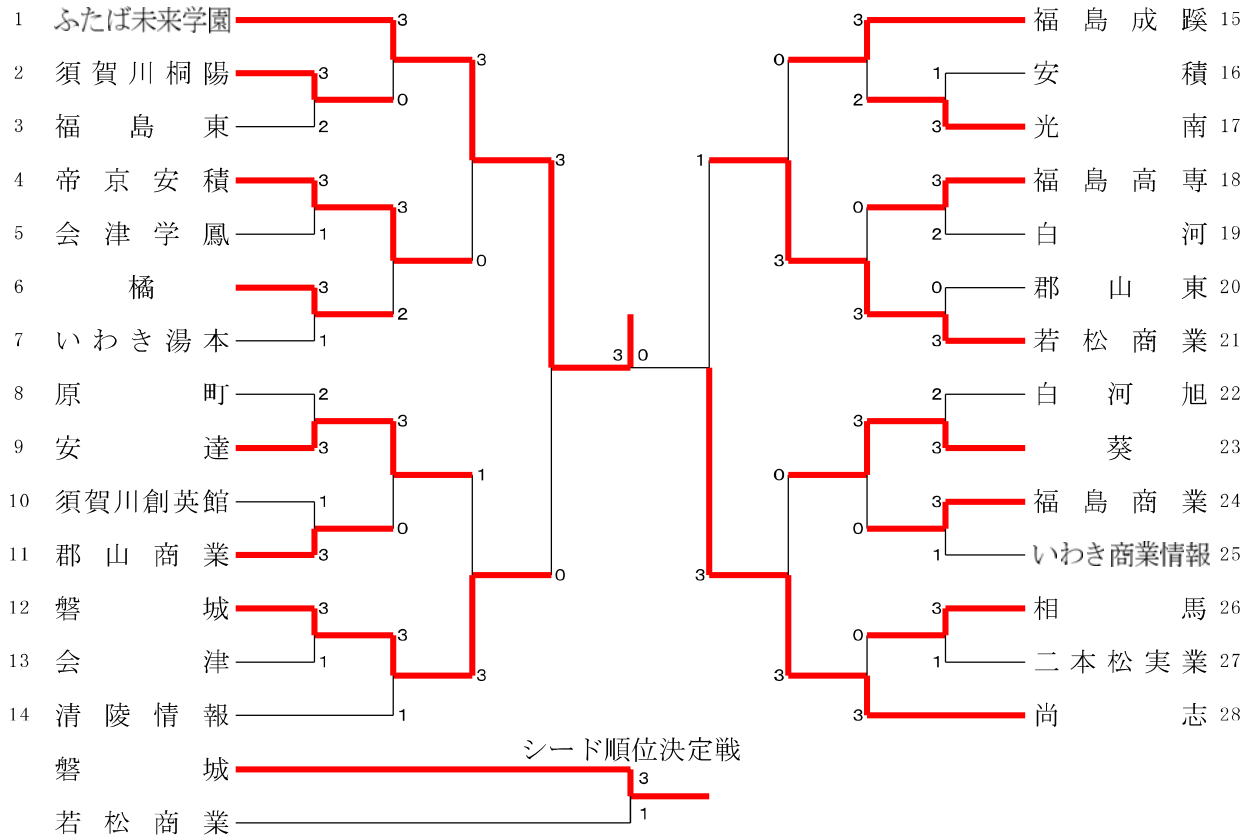 1 ふたば未来学園 3 3 福島成蹊 15
3 0
2 須賀川桐陽 3 1 安積 16
0 2
3 福島東 2 3 光南 17
3 1
4 帝京安積 3 3 福島高専 18
3 0
5 会津学鳳 1 2 白河 19
0 3
6 橘 3 0 郡山東 20
2 3
7 いわき湯本 1 3 若松商業 21
3 0
8 原町 2 2 白河旭 22
3 3
9 安達 3 3 葵 23
1 0
10 須賀川創英館 1 3 福島商業 24
0 0
11 郡山商業 3 1 いわき商業情報 25
0 3
12 磐城 3 3 相馬 26
3 0
13 会津 1 1 二本松実業 27
3 3
14 清陵情報 1 3 尚志 28
シード順位決定戦
磐城 3
若松商業 1